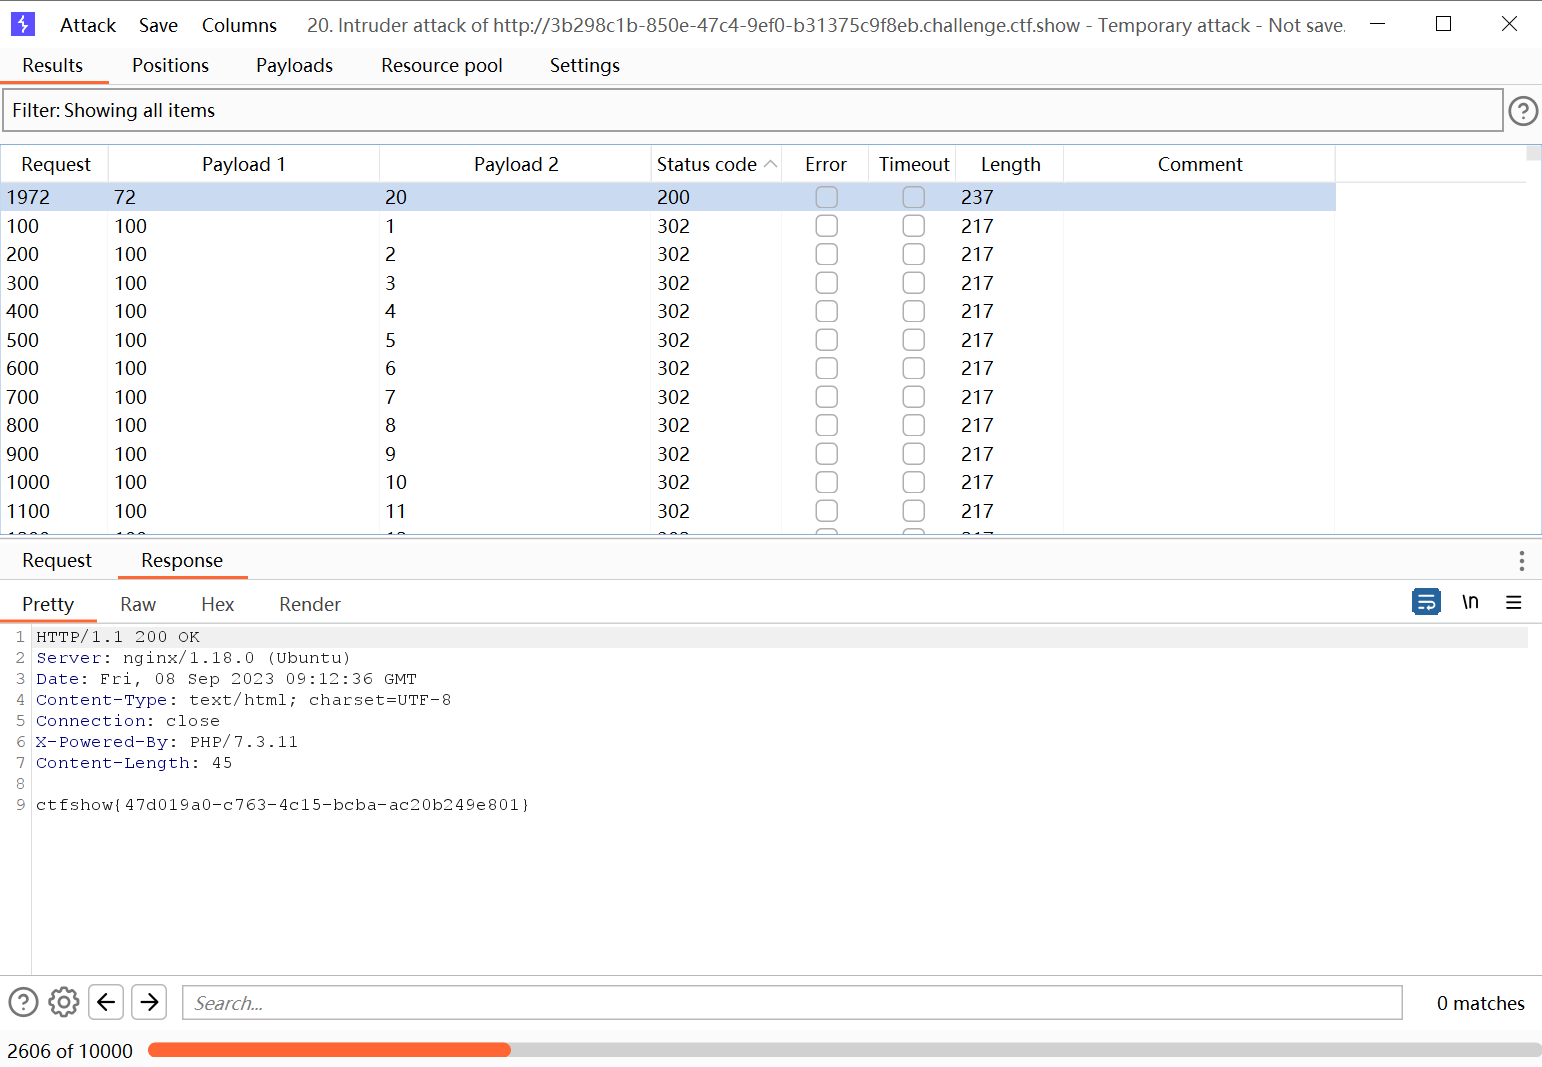 Attack Save Columns 20. Intruder attack of http://3b298c1b-850e-47c4-9ef0-b31375c9f8eb.challenge.ctf.show - Temporary attack - Not save.
Results Positions Payloads Resource pool Settings
Filter: Showing all items ?
Request Payload 1 Payload 2 Status code Error Timeout Length Comment
1972 72 20 200 237
100 100 1 302 217
200 100 2 302 217
300 100 3 302 217
400 100 4 302 217
500 100 5 302 217
600 100 6 302 217
700 100 7 302 217
800 100 8 302 217
900 100 9 302 217
1000 100 10 302 217
1100 100 11 302 217
Request Response
Pretty Raw Hex Render \n
1 HTTP/1.1 200 OK
2 Server: nginx/1.18.0 (Ubuntu)
3 Date: Fri, 08 Sep 2023 09:12:36 GMT
4 Content-Type: text/html; charset=UTF-8
5 Connection: close
6 X-Powered-By: PHP/7.3.11
7 Content-Length: 45
8
9 ctfshow{47d019a0-c763-4c15-bcba-ac20b249e801}
? Search... 0 matches
2606 of 10000